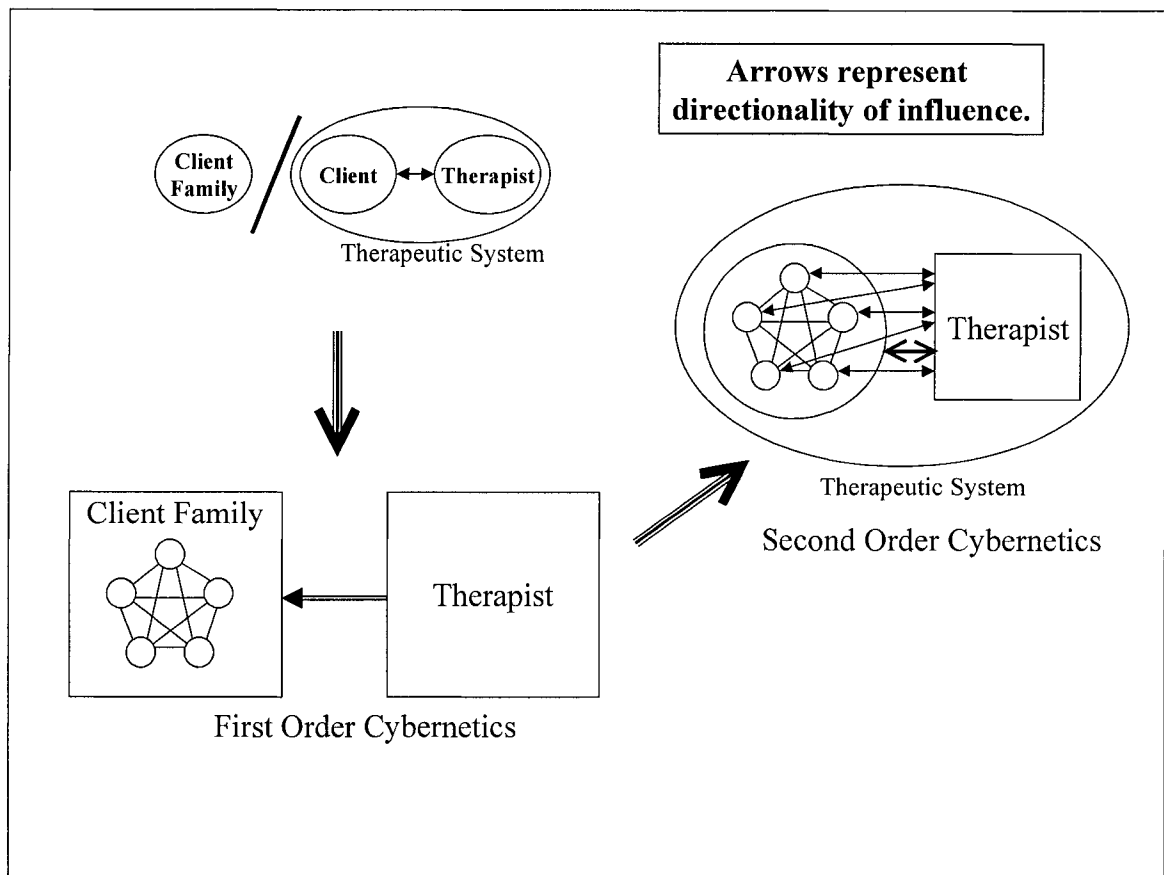 Arrows represent
directionality of influence.
Client
Family
Client
Therapist
Therapeutic System
Therapist
Therapeutic System
Second Order Cybernetics
Client Family
Therapist
First Order Cybernetics